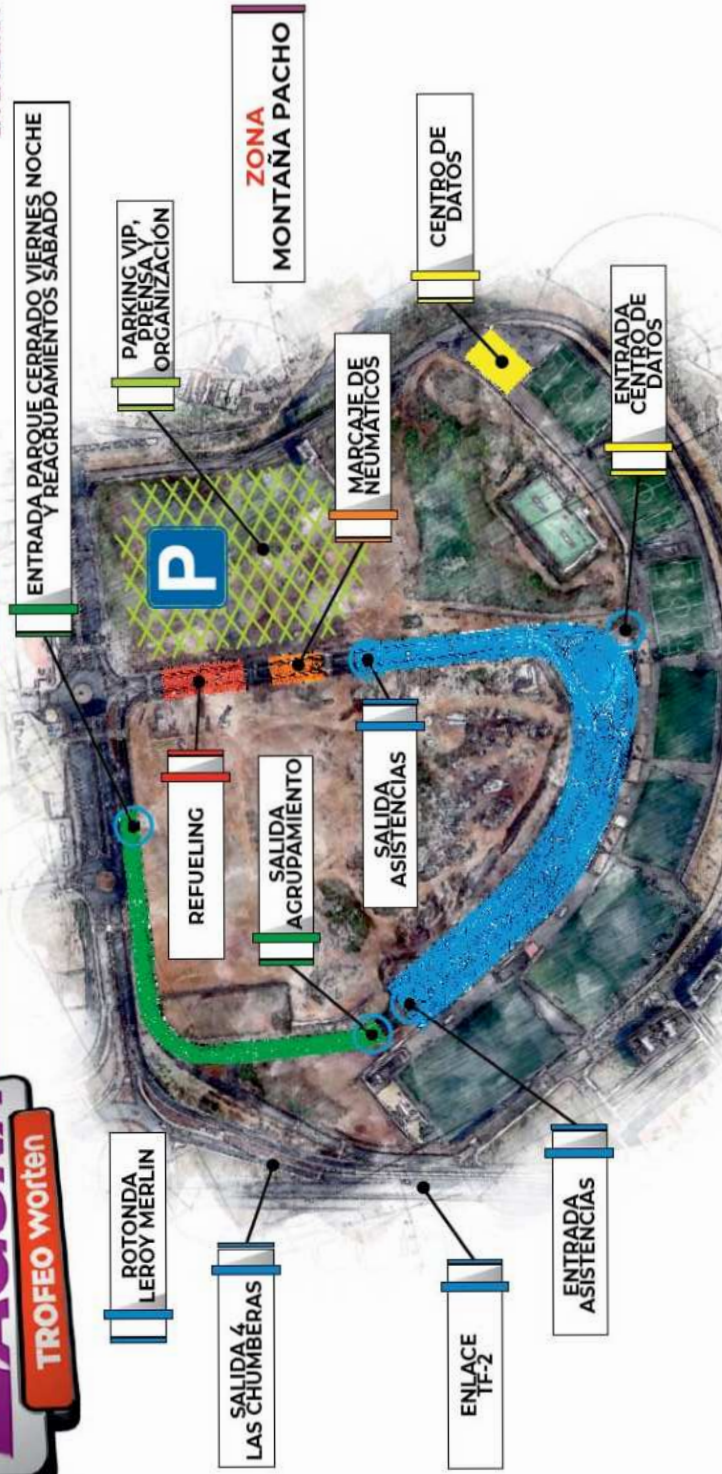 TROFEO worten
ROTONDA
LEROY MERLIN
SALIDA 4
LAS CHUMBERAS
ENLACE
TF-2
ENTRADA
ASISTENCIAS
ENTRADA PARQUE CERRADO VIERNES NOCHE
Y REAGRUPAMIENTOS SÁBADO
REFUELING
SALIDA
AGRUPAMIENTO
SALIDA
ASISTENCIAS
P
PARKING VIP,
PRENSA Y
ORGANIZACIÓN
MARCAJE DE
NEUMÁTICOS
ZONA
MONTAÑA PACHO
CENTRO DE
DATOS
ENTRADA
CENTRO DE
DATOS